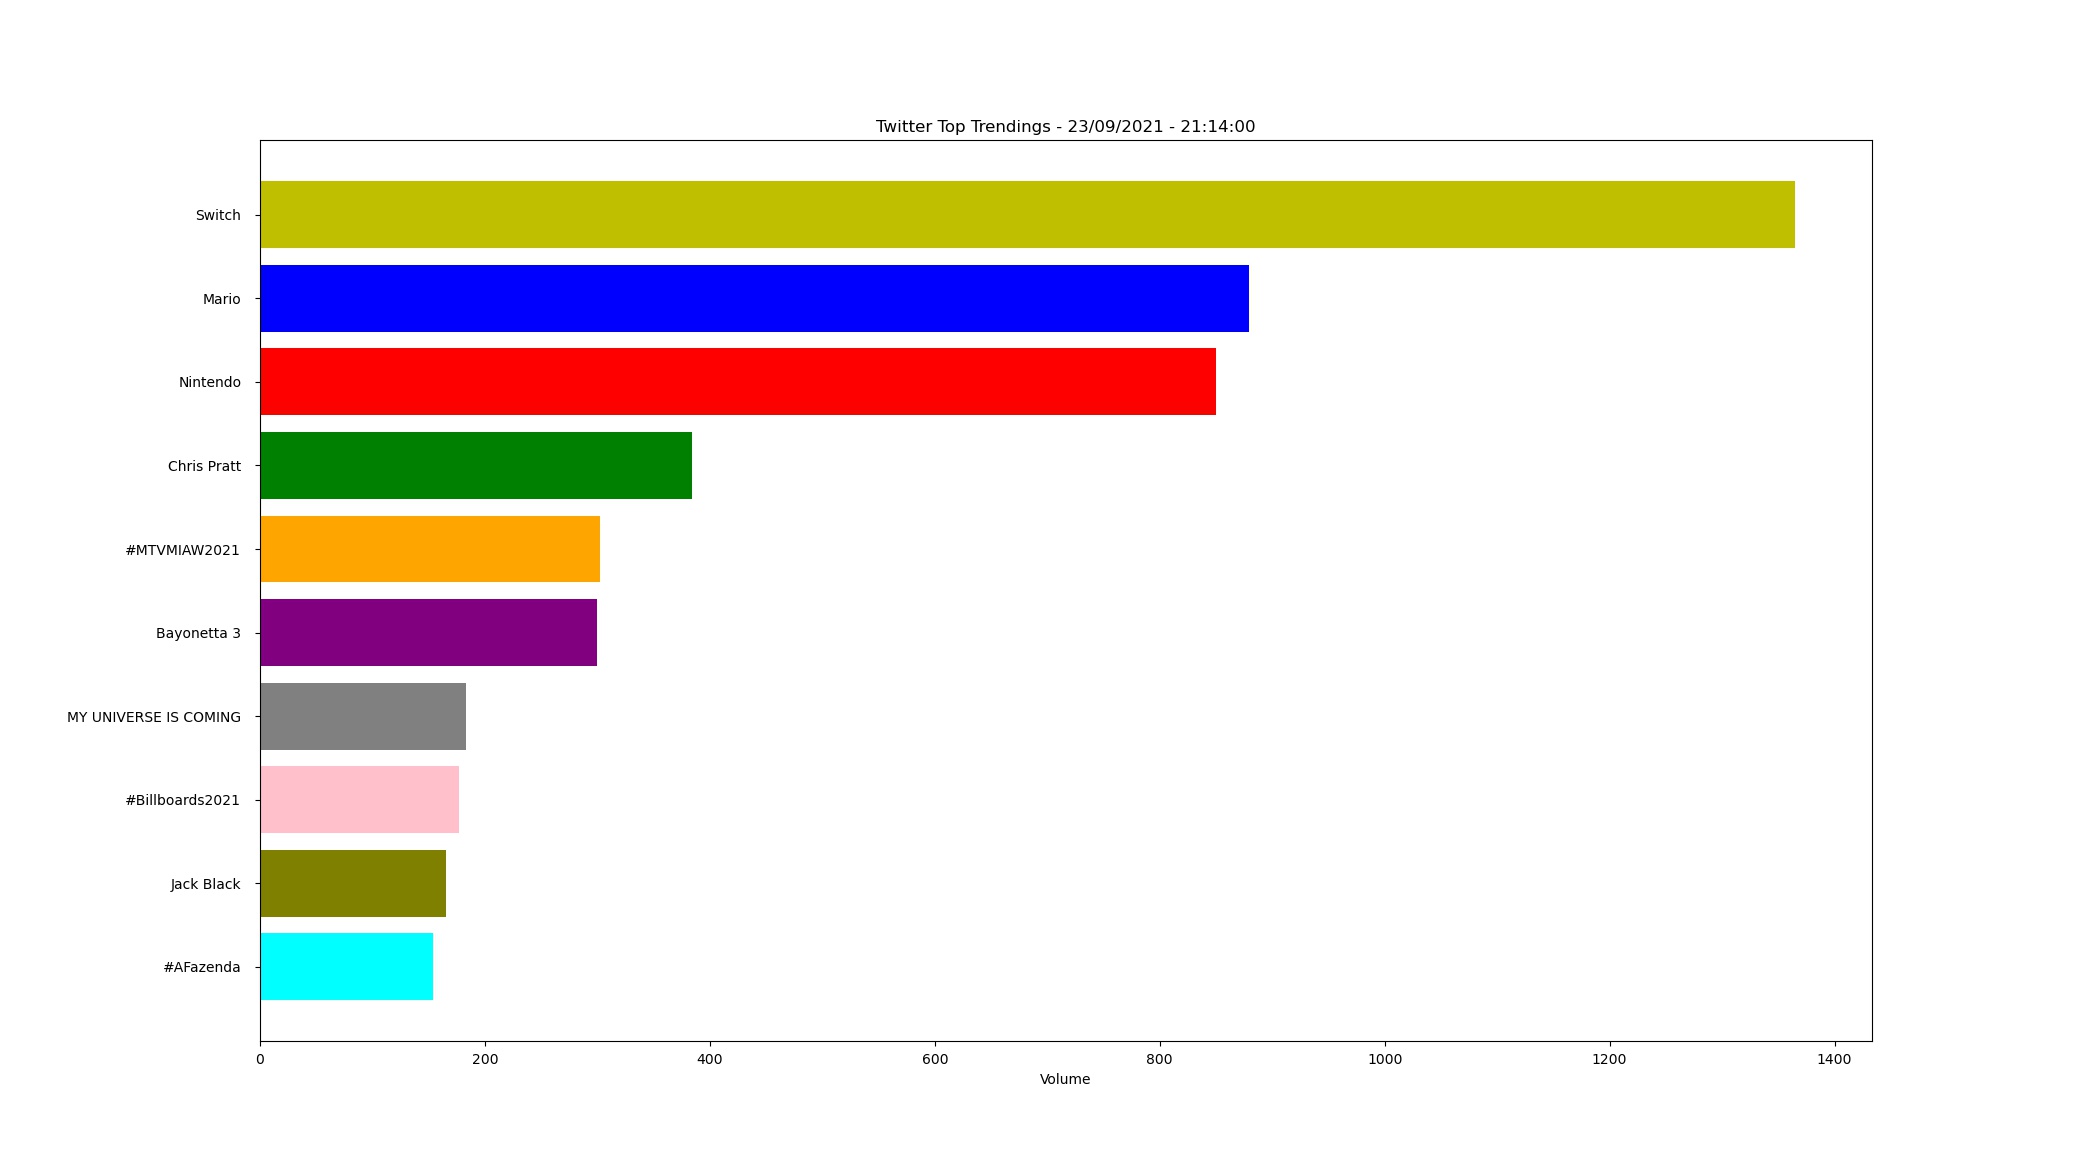 Twitter Top Trendings - 23/09/2021 - 21:14:00
Switch
Mario
Nintendo
Chris Pratt
#MTVMIAW2021
Bayonetta 3
MY UNIVERSE IS COMING
#Billboards2021
Jack Black
#AFazenda
0 200 400 600 800 1000 1200 1400
Volume